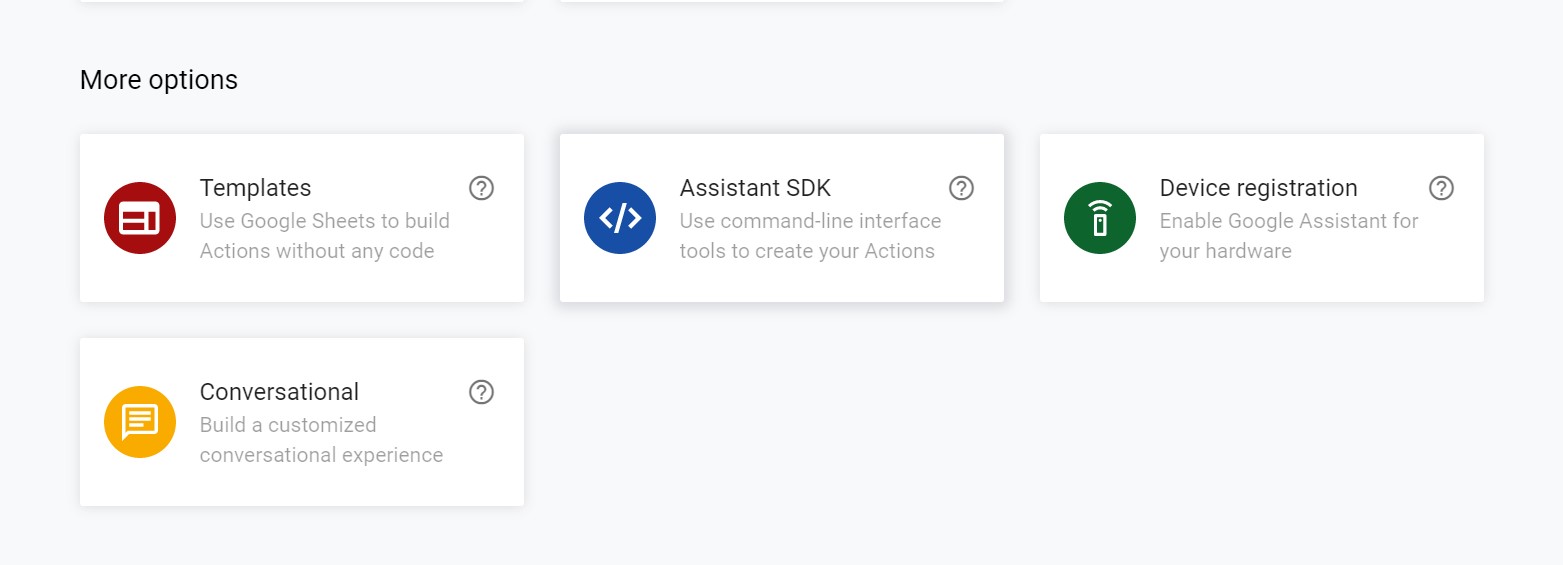 More options
Templates
Use Google Sheets to build
Actions without any code
Assistant SDK
Use command-line interface
tools to create your Actions
Device registration
Enable Google Assistant for
your hardware
Conversational
Build a customized
conversational experience